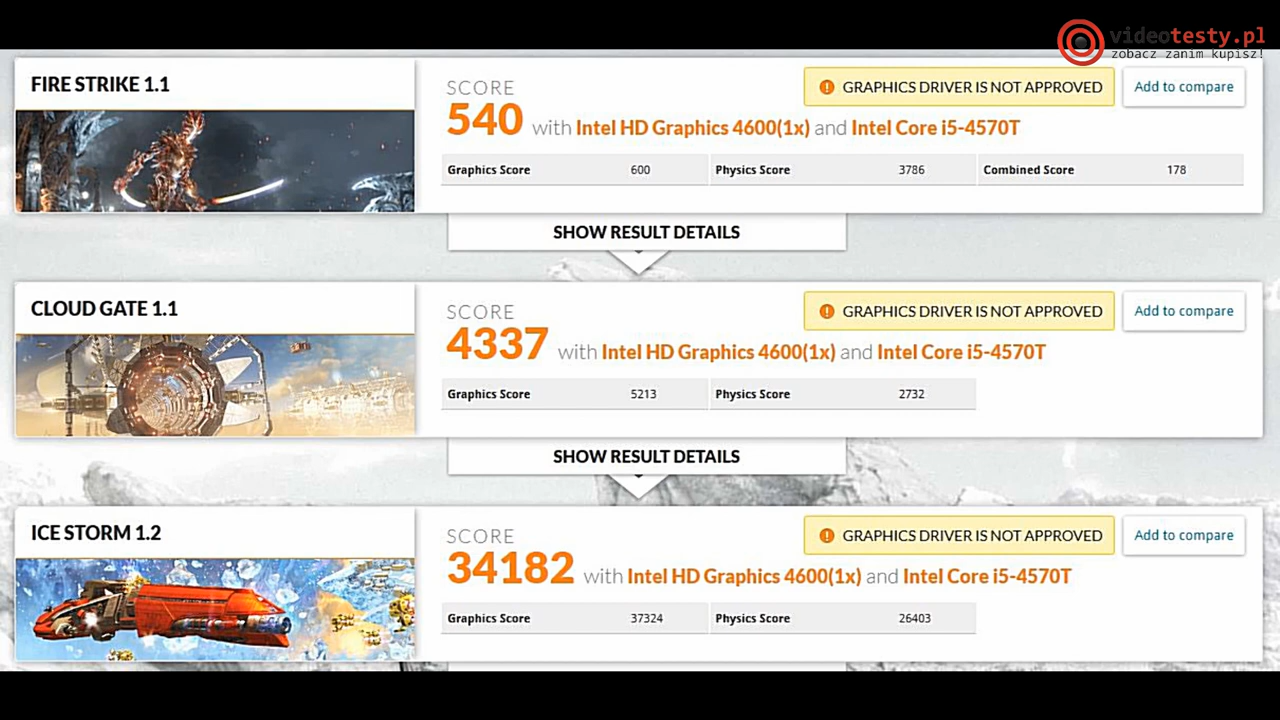 videotesty.pl
zobacz zanim kupisz!
FIRE STRIKE 1.1
SCORE
GRAPHICS DRIVER IS NOT APPROVED
Add to compare
540 with Intel HD Graphics 4600(1x) and Intel Core i5-4570T
Graphics Score 600 Physics Score 3786 Combined Score 178
SHOW RESULT DETAILS
CLOUD GATE 1.1
SCORE
GRAPHICS DRIVER IS NOT APPROVED
Add to compare
4337 with Intel HD Graphics 4600(1x) and Intel Core i5-4570T
Graphics Score 5213 Physics Score 2732
SHOW RESULT DETAILS
ICE STORM 1.2
SCORE
GRAPHICS DRIVER IS NOT APPROVED
Add to compare
34182 with Intel HD Graphics 4600(1x) and Intel Core i5-4570T
Graphics Score 37324 Physics Score 26403